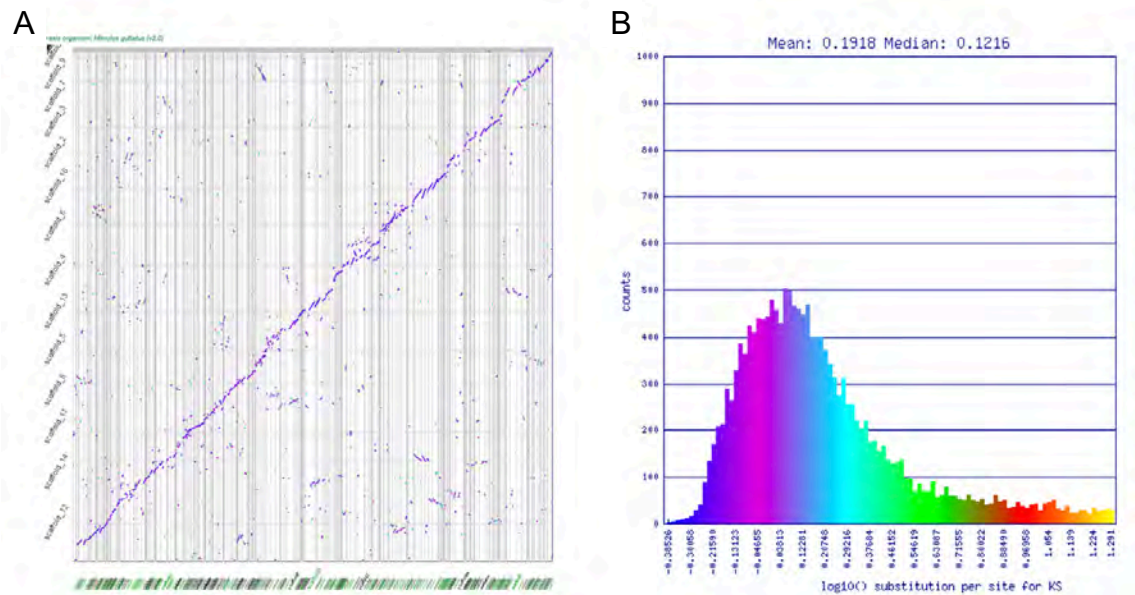 A
organism: Mimulus guttatus (v2.0)
scaffold_9
scaffold_7
scaffold_3
scaffold_2
scaffold_10
scaffold_6
scaffold_4
scaffold_13
scaffold_5
scaffold_14
scaffold_12
B
Mean: 0.1918 Median: 0.1216
1000
900
800
700
600
500
400
300
200
100
0
counts
-0.38526
-0.30058
-0.21590
-0.13123
-0.04655
0.03813
0.12281
0.20748
0.29216
0.37684
0.46152
0.54619
0.63087
0.71555
0.80022
0.88490
0.96958
1.054
1.139
1.224
1.291
log10() substitution per site for KS